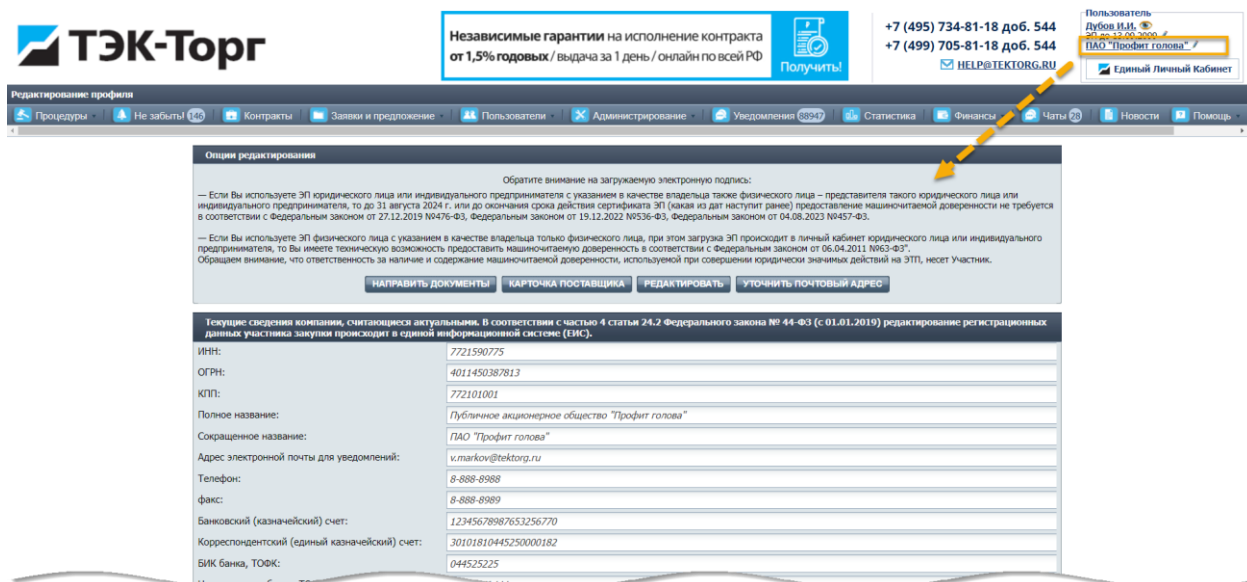 ТЭК-Торг
Независимые гарантии на исполнение контракта
от 1,5% годовых / выдача за 1 день / онлайн по всей РФ
Получить!
+7 (495) 734-81-18 доб. 544
+7 (499) 705-81-18 доб. 544
HELP@TEKTORG.RU
Пользователь
Дубов И.И.
ЭП до 13.09.2099
ПАО "Профит голова"
Единый Личный Кабинет
Редактирование профиля
Процедуры Не забыть! 146 Контракты Заявки и предложение Пользователи Администрирование Уведомления 88947 Статистика Финансы Чаты 28 Новости Помощь
Опции редактирования
Обратите внимание на загружаемую электронную подпись:
— Если Вы используете ЭП юридического лица или индивидуального предпринимателя с указанием в качестве владельца также физического лица – представителя такого юридического лица или
индивидуального предпринимателя, то до 31 августа 2024 г. или до окончания срока действия сертификата ЭП (какая из дат наступит ранее) предоставление машиночитаемой доверенности не требуется
в соответствии с Федеральным законом от 27.12.2019 №476-ФЗ, Федеральным законом от 19.12.2022 №536-ФЗ, Федеральным законом от 04.08.2023 №457-ФЗ.
— Если Вы используете ЭП физического лица с указанием в качестве владельца только физического лица, при этом загрузка ЭП происходит в личный кабинет юридического лица или индивидуального
предпринимателя, то Вы имеете техническую возможность предоставить машиночитаемую доверенность в соответствии с Федеральным законом от 06.04.2011 №63-ФЗ".
Обращаем внимание, что ответственность за наличие и содержание машиночитаемой доверенности, используемой при совершении юридически значимых действий на ЭТП, несет Участник.
НАПРАВИТЬ ДОКУМЕНТЫ КАРТОЧКА ПОСТАВЩИКА РЕДАКТИРОВАТЬ УТОЧНИТЬ ПОЧТОВЫЙ АДРЕС
Текущие сведения компании, считающиеся актуальными. В соответствии с частью 4 статьи 24.2 Федерального закона № 44-ФЗ (с 01.01.2019) редактирование регистрационных
данных участника закупки происходит в единой информационной системе (ЕИС).
ИНН: 7721590775
ОГРН: 4011450387813
КПП: 772101001
Полное название: Публичное акционерное общество "Профит голова"
Сокращенное название: ПАО "Профит голова"
Адрес электронной почты для уведомлений: v.markov@tektorg.ru
Телефон: 8-888-8988
факс: 8-888-8989
Банковский (казначейский) счет: 12345678987653256770
Корреспондентский (единый казначейский) счет: 30101810445250000182
БИК банка, ТОФК: 044525225